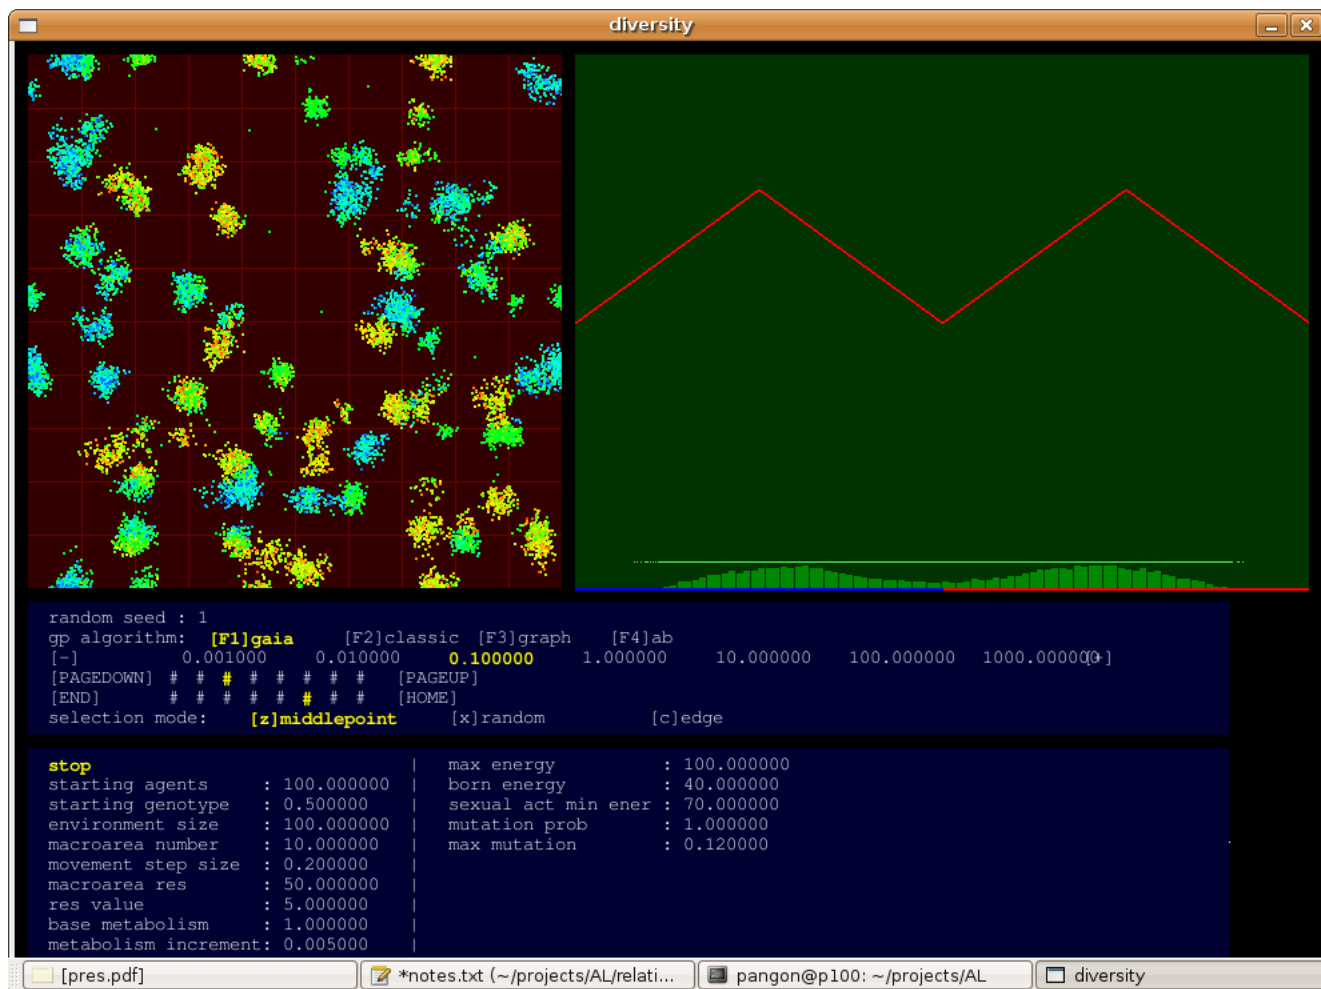 diversity
random seed : 1
gp algorithm: [F1]gaia [F2]classic [F3]graph [F4]ab
[-] 0.001000 0.010000 0.100000 1.000000 10.000000 100.000000 1000.000000[+]
[PAGEDOWN] # # # # # # # # [PAGEUP]
[END] # # # # # # # # [HOME]
selection mode: [z]middlepoint [x]random [c]edge
stop | max energy : 100.000000
starting agents : 100.000000 | born energy : 40.000000
starting genotype : 0.500000 | sexual act min ener : 70.000000
environment size : 100.000000 | mutation prob : 1.000000
macroarea number : 10.000000 | max mutation : 0.120000
movement step size : 0.200000 |
macroarea res : 50.000000 |
res value : 5.000000 |
base metabolism : 1.000000 |
metabolism increment: 0.005000 |
[pres.pdf] *notes.txt (~/projects/AL/relati... pangon@p100: ~/projects/AL diversity